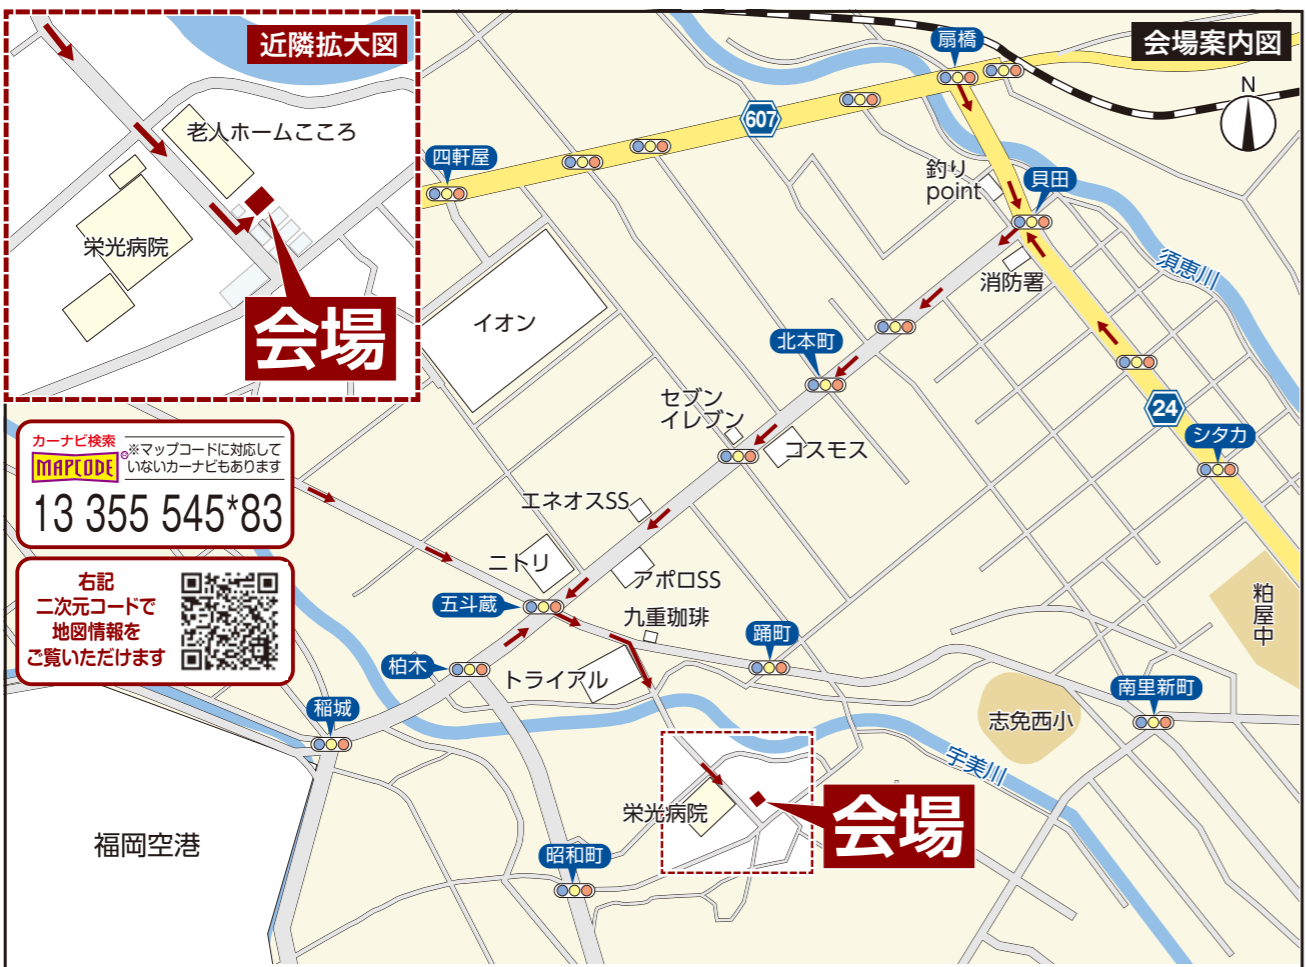 近隣拡大図
老人ホームこころ
栄光病院
会場
会場案内図
N
扇橋
607
四軒屋
釣り
point
貝田
須恵川
消防署
イオン
北本町
24
シタカ
セブン
イレブン
コスモス
カーナビ検索
MAPCODE
®
※マップコードに対応して
いないカーナビもあります
13 355 545*83
エネオスSS
ニトリ
アポロSS
右記
二次元コードで
地図情報を
ご覧いただけます
五斗蔵
九重珈琲
踊町
粕屋中
柏木
トライアル
南里新町
稲城
志免西小
宇美川
栄光病院
会場
福岡空港
昭和町